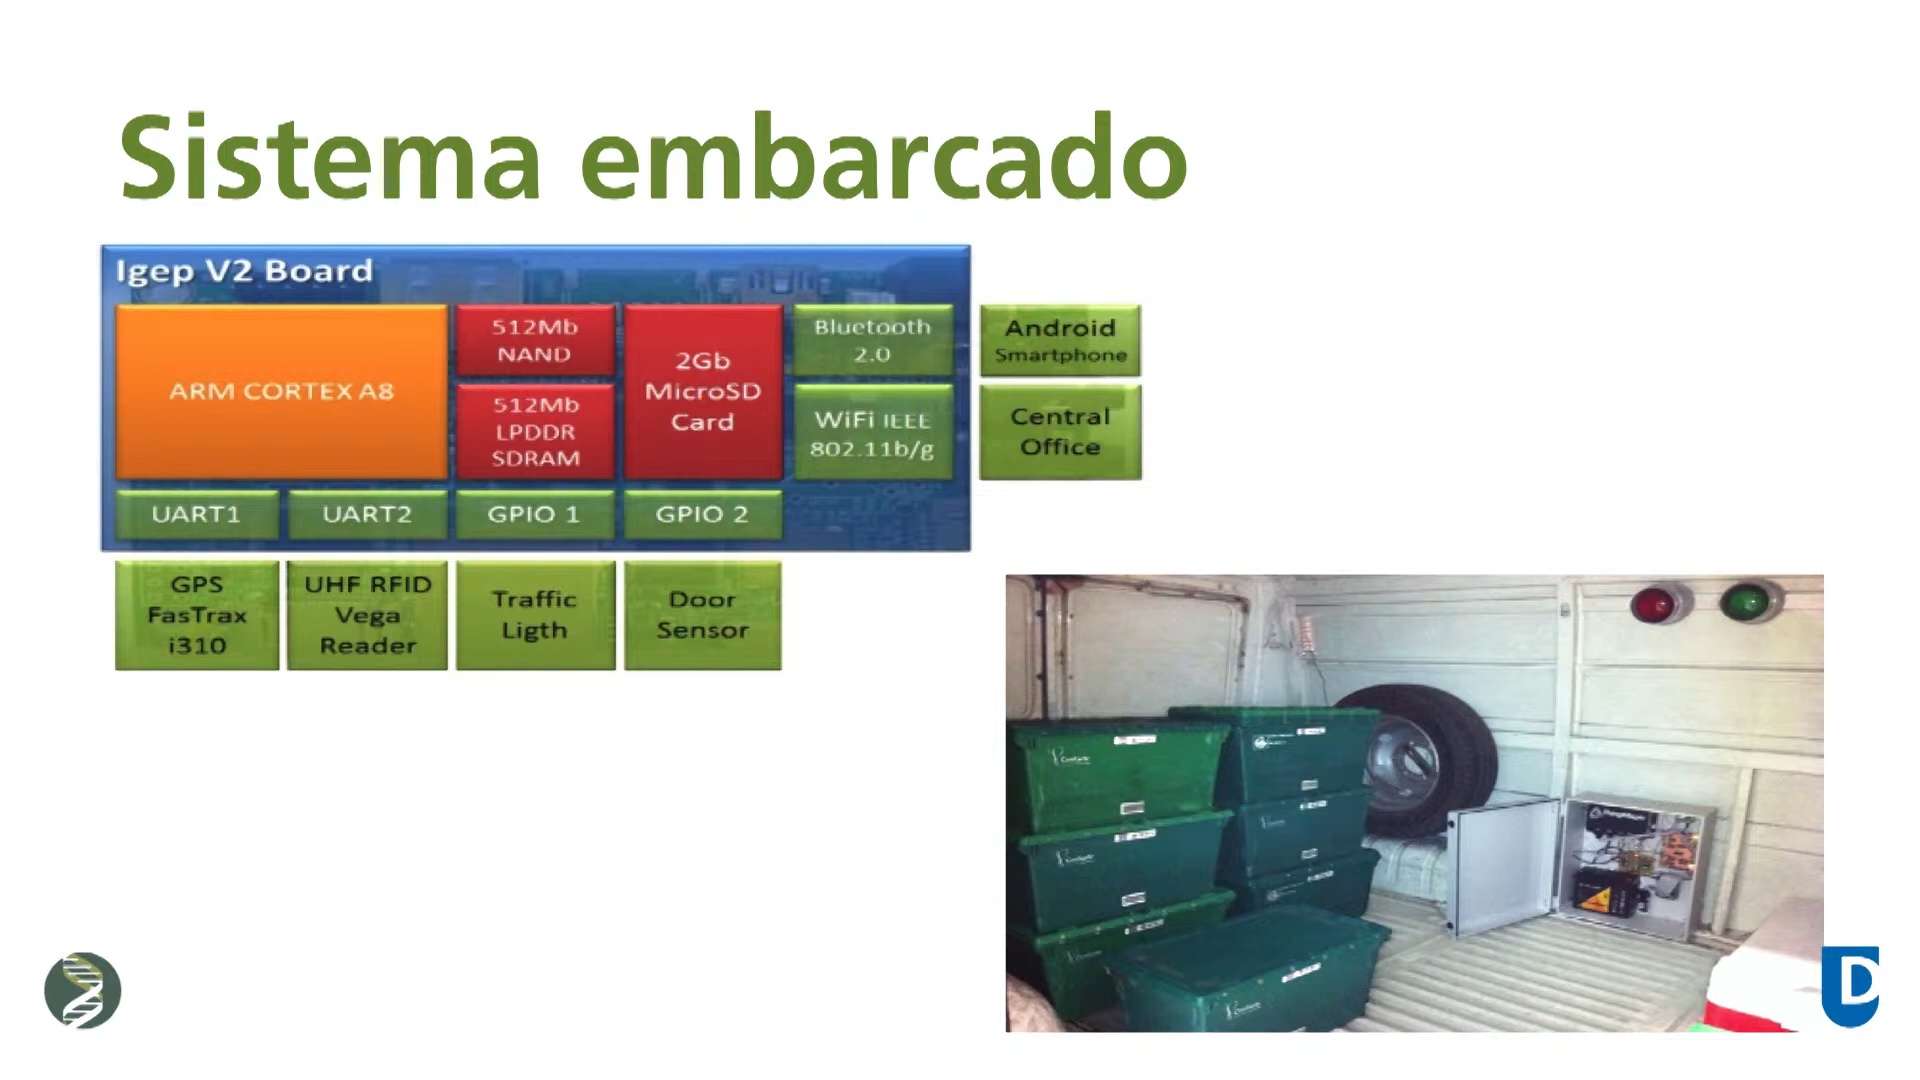 Sistema embarcado
Igep V2 Board
ARM CORTEX A8
512Mb
NAND
512Mb
LPDDR
SDRAM
2Gb
MicroSD
Card
Bluetooth
2.0
WiFi IEEE
802.11b/g
Android
Smartphone
Central
Office
UART1
UART2
GPIO 1
GPIO 2
GPS
FasTrax
i310
UHF RFID
Vega
Reader
Traffic
Ligth
Door
Sensor
D